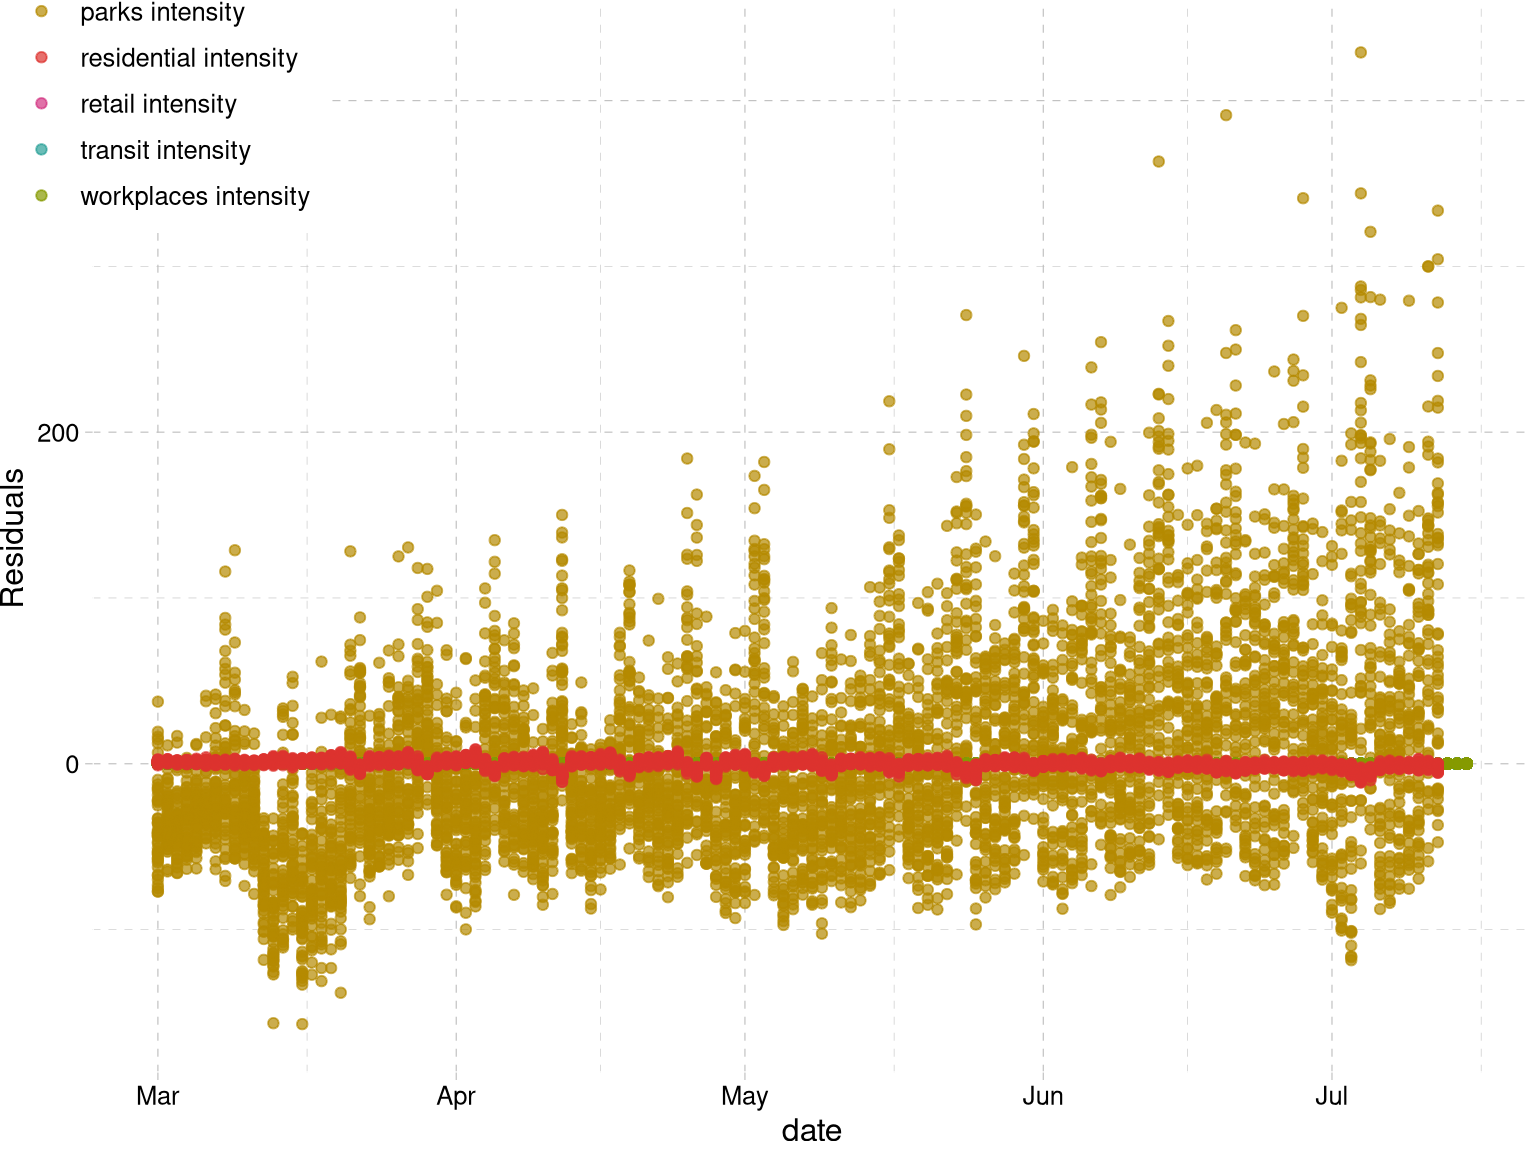 parks intensity
residential intensity
retail intensity
transit intensity
workplaces intensity
Residuals
200
0
Mar Apr May Jun Jul
date